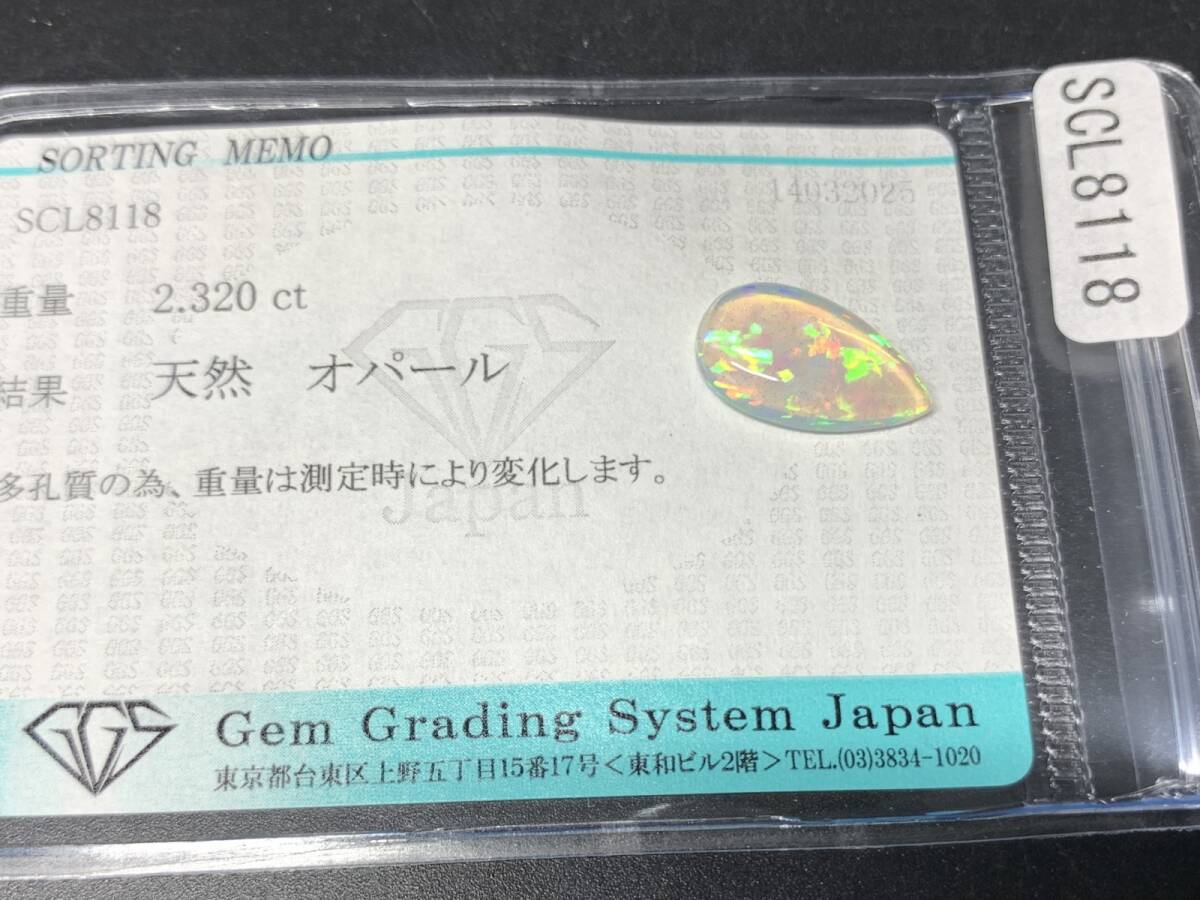 SORTING MEMO
14032025
SCL8118
重量 2.320 ct
結果 天然 オパール
多孔質の為、重量は測定時により変化します。
GGS
Japan
GGS
Gem Grading System Japan
東京都台東区上野五丁目15番17号<東和ビル2階>TEL.(03)3834-1020
SCL8118